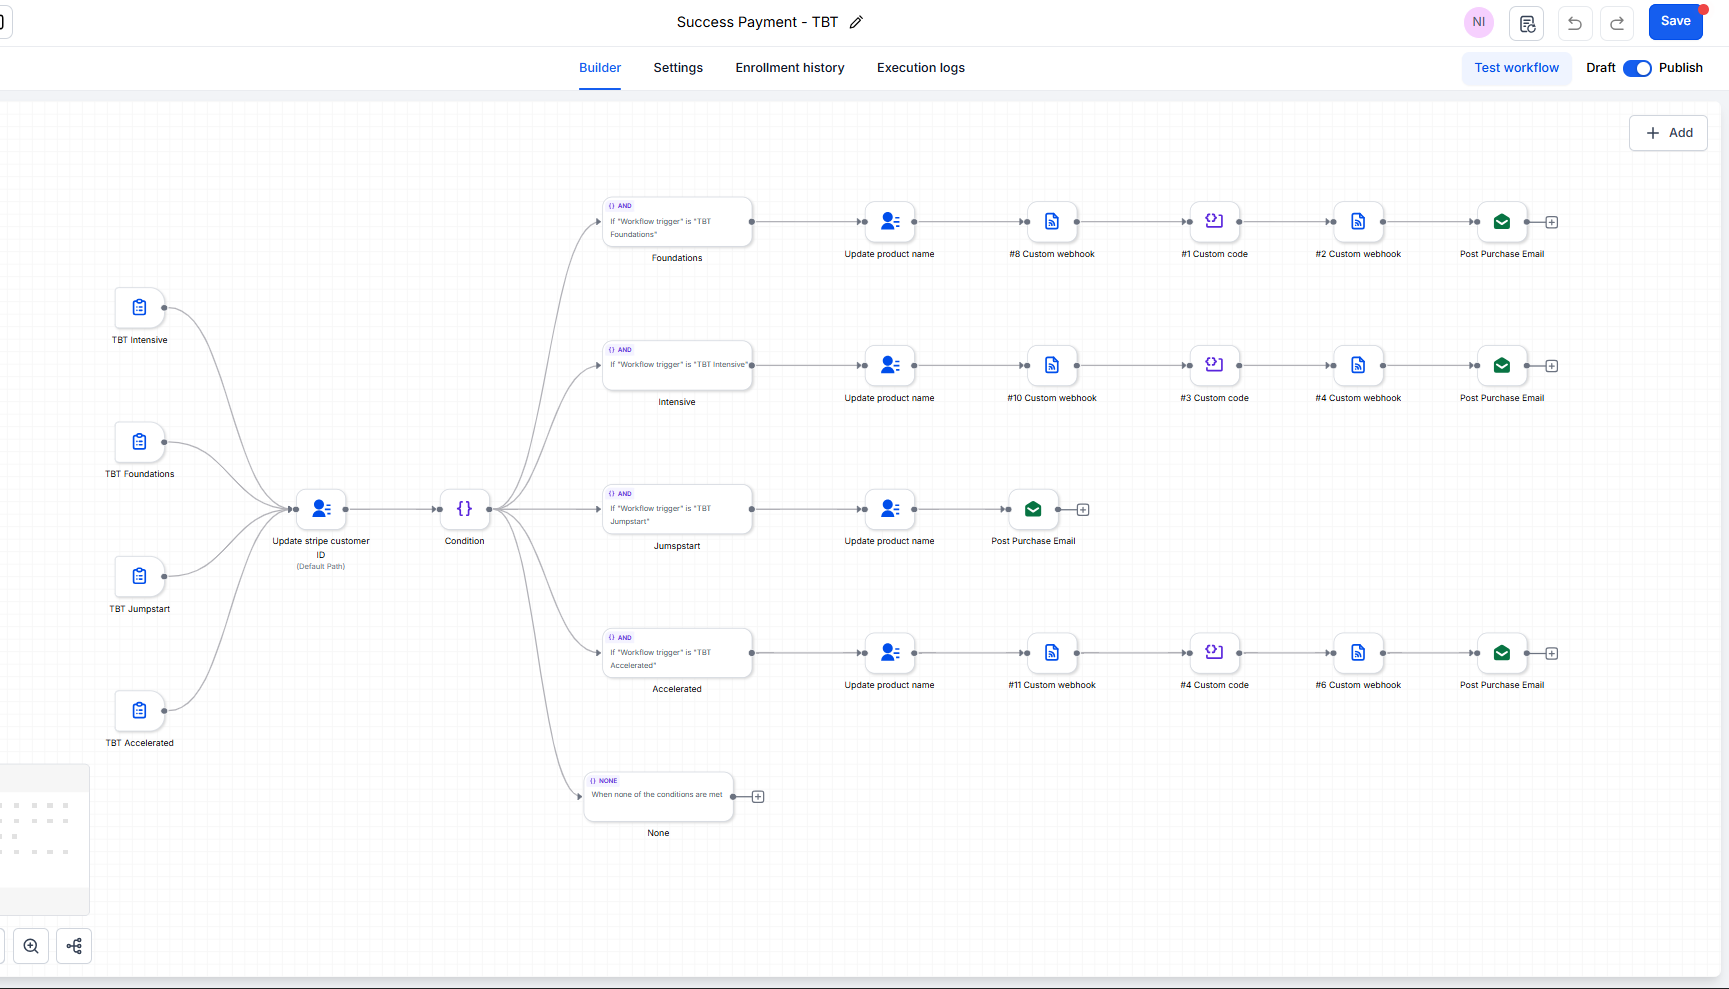 Success Payment - TBT
NI
Save
Builder
Settings
Enrollment history
Execution logs
Test workflow
Draft
Publish
Add
{} AND
If "Workflow trigger" is "TBT
Foundations"
Foundations
Update product name
#8 Custom webhook
#1 Custom code
#2 Custom webhook
Post Purchase Email
TBT Intensive
{} AND
If "Workflow trigger" is "TBT Intensive"
Intensive
Update product name
#10 Custom webhook
#3 Custom code
#4 Custom webhook
Post Purchase Email
TBT Foundations
Update stripe customer
ID
(Default Path)
{}
Condition
{} AND
If "Workflow trigger" is "TBT
Jumpstart"
Jumspstart
Update product name
Post Purchase Email
TBT Jumpstart
{} AND
If "Workflow trigger" is "TBT
Accelerated"
Accelerated
Update product name
#11 Custom webhook
#4 Custom code
#6 Custom webhook
Post Purchase Email
TBT Accelerated
{} NONE
When none of the conditions are met
None